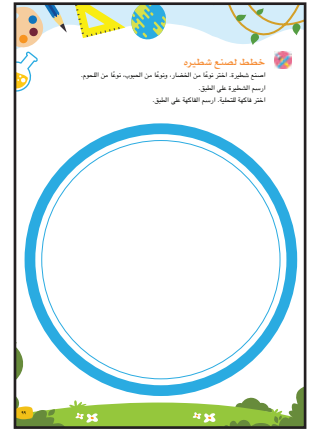 خطط لصنع شطيره
اصنع شطيرة. اختر نوعًا من الخضار، ونوعًا من الحبوب، نوعًا من اللحوم.
ارسم الشطيرة على الطبق.
اختر فاكهة للتحلية. ارسم الفاكهة على الطبق.